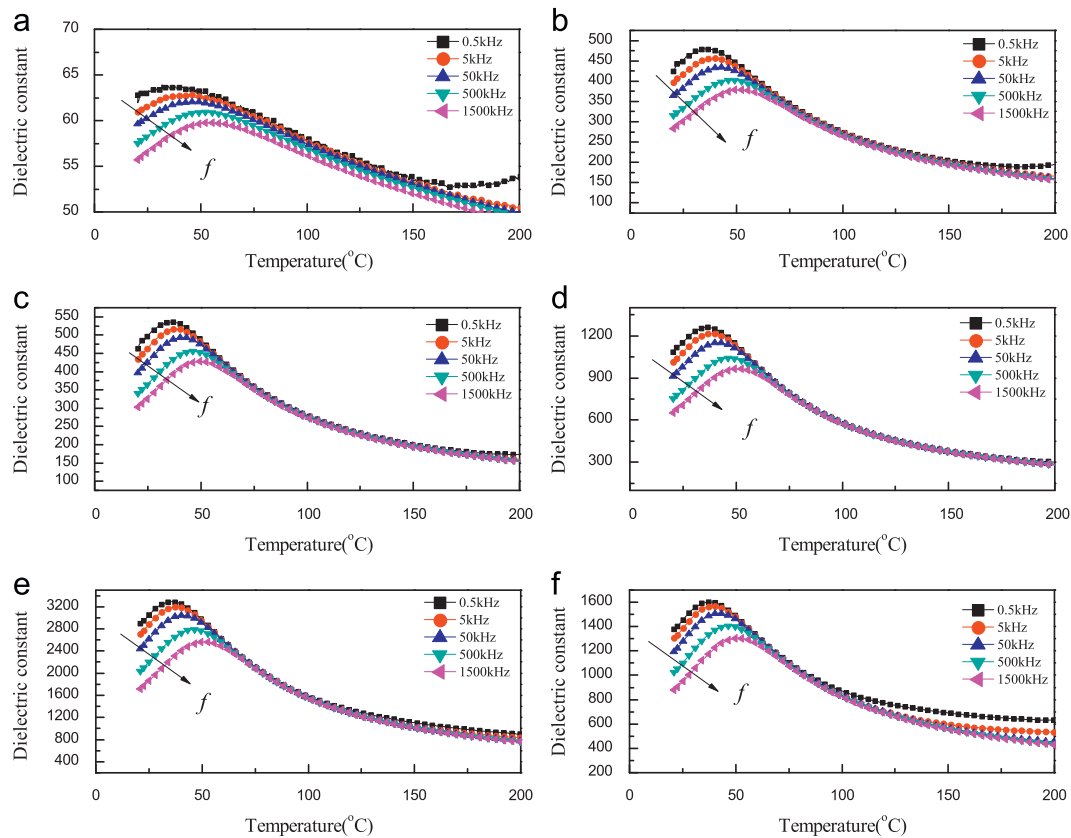 a
Dielectric constant
70
65
60
55
50
0 50 100 150 200
Temperature(°C)
0.5kHz
5kHz
50kHz
500kHz
1500kHz
f
b
Dielectric constant
500
450
400
350
300
250
200
150
100
0 25 50 75 100 125 150 175 200
Temperature(°C)
0.5kHz
5kHz
50kHz
500kHz
1500kHz
f
c
Dielectric constant
550
500
450
400
350
300
250
200
150
100
0 50 100 150 200
Temperature(°C)
0.5kHz
5kHz
50kHz
500kHz
1500kHz
f
d
Dielectric constant
1200
900
600
300
0 50 100 150 200
Temperature(°C)
0.5kHz
5kHz
50kHz
500kHz
1500kHz
f
e
Dielectric constant
3200
2800
2400
2000
1600
1200
800
400
0 50 100 150 200
Temperature(°C)
0.5kHz
5kHz
50kHz
500kHz
1500kHz
f
f
Dielectric constant
1600
1400
1200
1000
800
600
400
200
0 50 100 150 200
Temperature(°C)
0.5kHz
5kHz
50kHz
500kHz
1500kHz
f